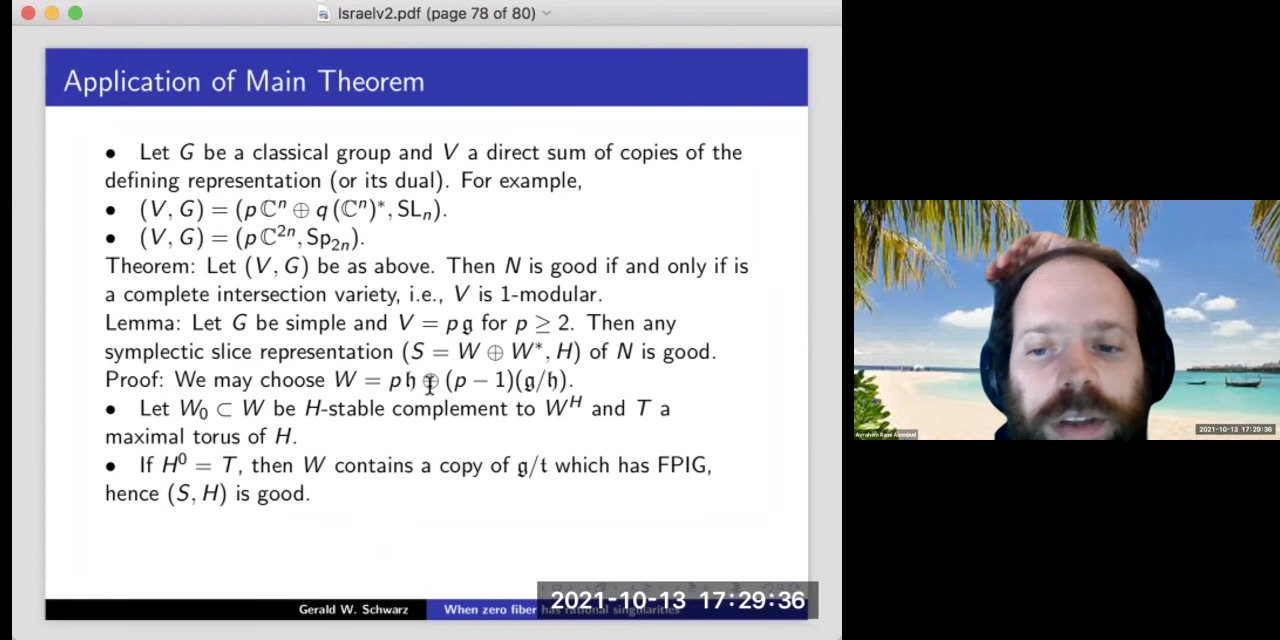 Israelv2.pdf (page 78 of 80)
Application of Main Theorem
• Let G be a classical group and V a direct sum of copies of the
defining representation (or its dual). For example,
• (V, G) = (p ℂⁿ ⊕ q (ℂⁿ)*, SLₙ).
• (V, G) = (p ℂ²ⁿ, Sp₂ₙ).
Theorem: Let (V, G) be as above. Then N is good if and only if is
a complete intersection variety, i.e., V is 1-modular.
Lemma: Let G be simple and V = p 𝔤 for p ≥ 2. Then any
symplectic slice representation (S = W ⊕ W*, H) of N is good.
Proof: We may choose W = p 𝔥 ⊕ (p − 1)(𝔤/𝔥).
• Let W₀ ⊂ W be H-stable complement to W^H and T a
maximal torus of H.
• If H⁰ = T, then W contains a copy of 𝔤/𝔱 which has FPIG,
hence (S, H) is good.
Gerald W. Schwarz
When zero fiber has rational singularities
2021-10-13 17:29:36
Avraham Rami Aizenbud
2021-10-13 17:29:36